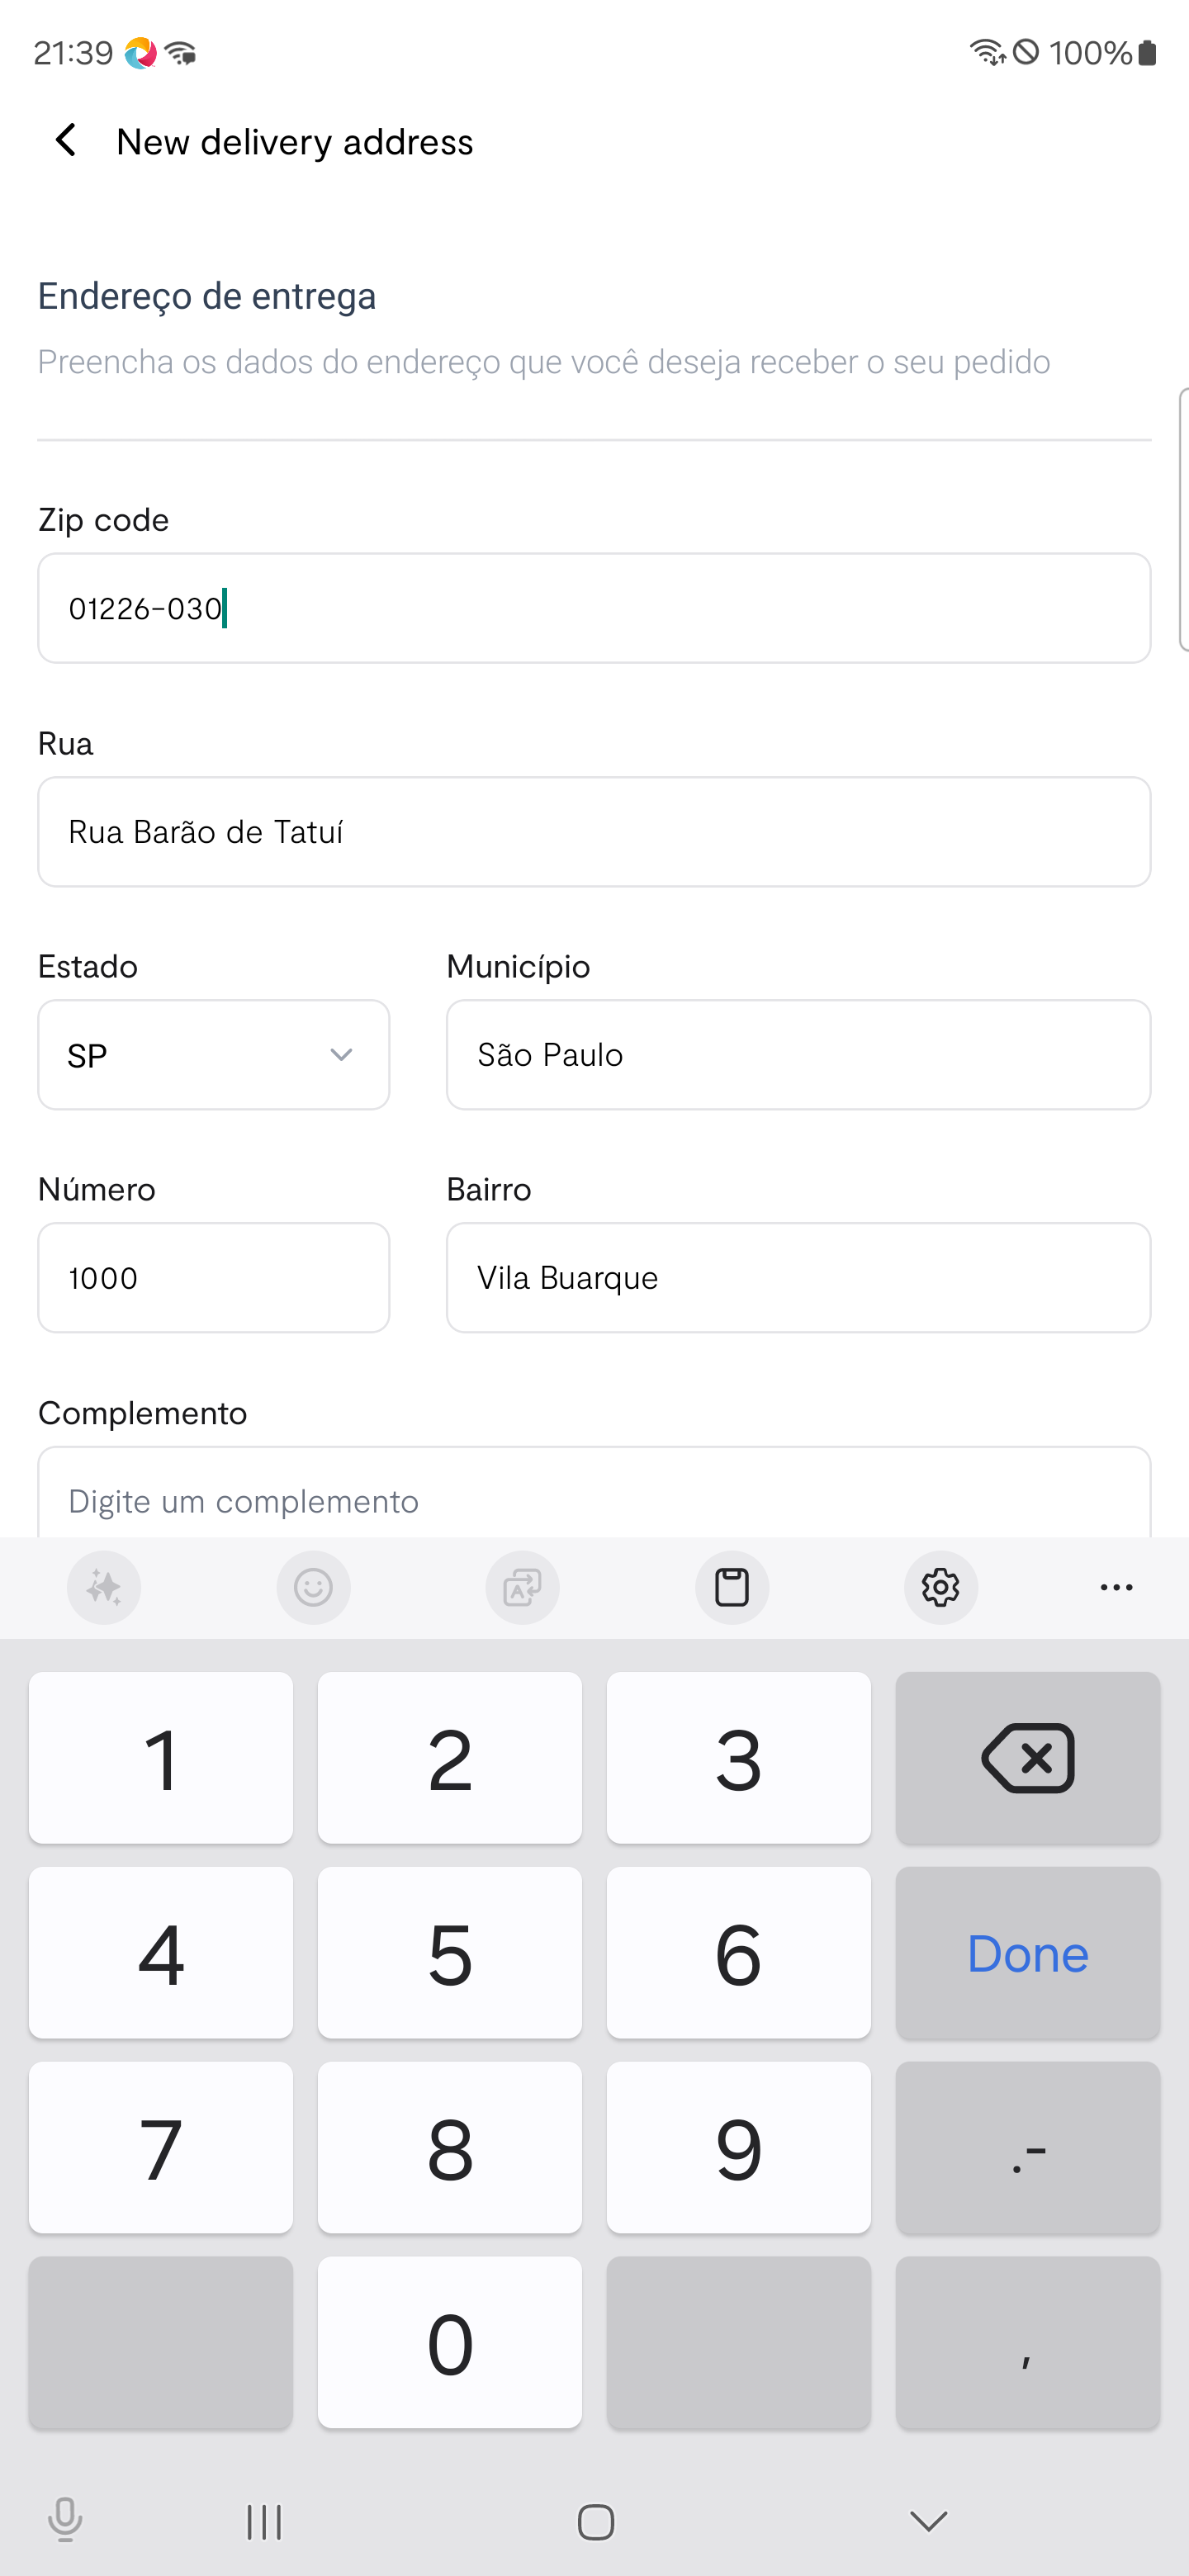 21:39 100%
New delivery address
Endereço de entrega
Preencha os dados do endereço que você deseja receber o seu pedido
Zip code
01226-030
Rua
Rua Barão de Tatuí
Estado Município
SP São Paulo
Número Bairro
1000 Vila Buarque
Complemento
Digite um complemento
1 2 3
4 5 6 Done
7 8 9 .-
0 ,